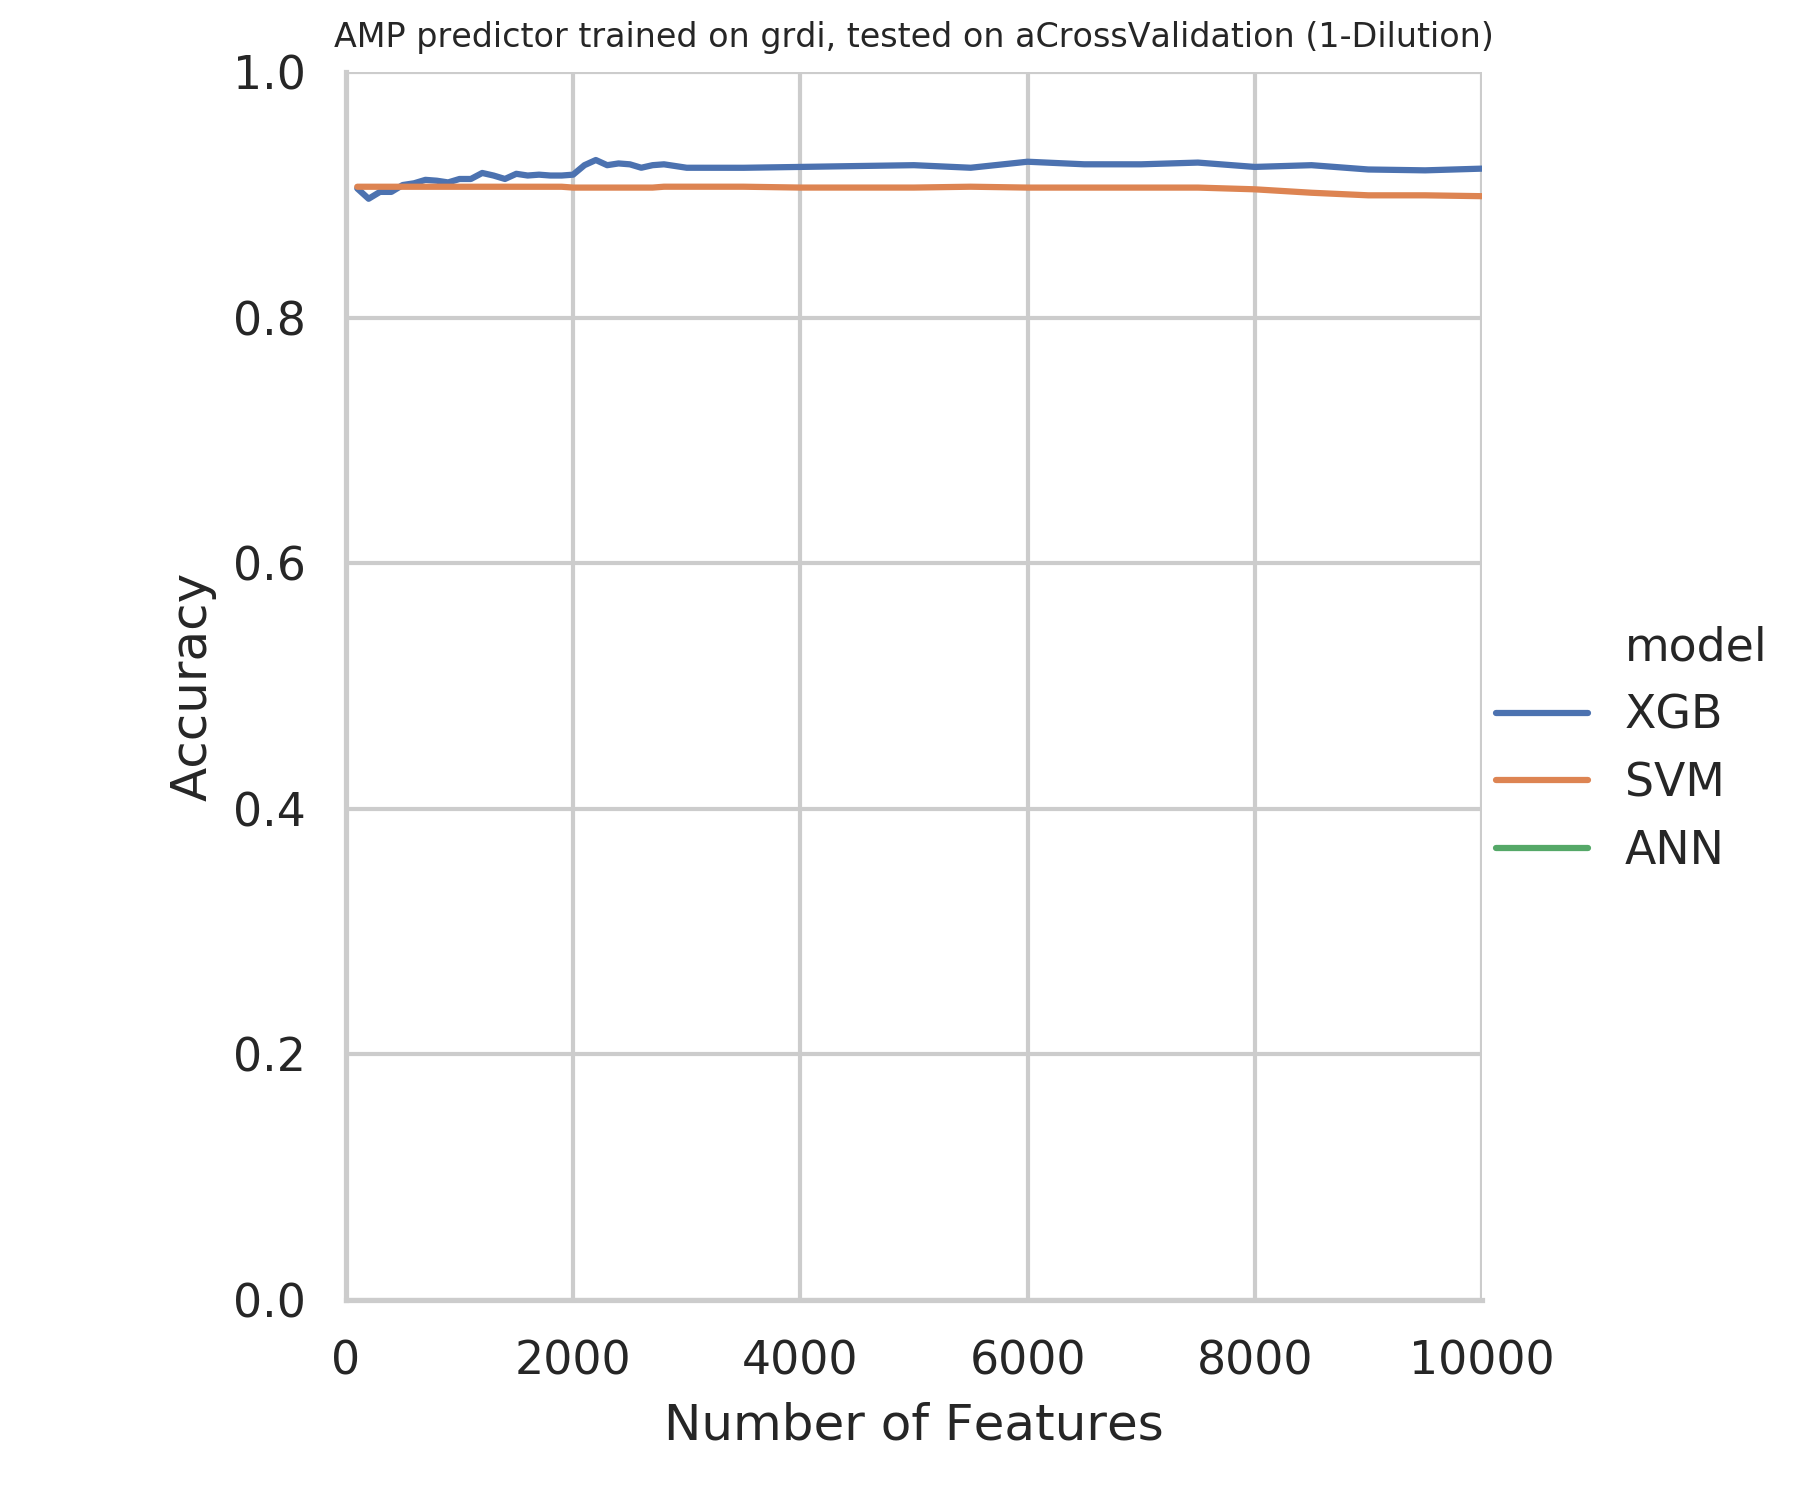 AMP predictor trained on grdi, tested on aCrossValidation (1-Dilution)
1.0
0.8
0.6
0.4
0.2
0.0
Accuracy
0 2000 4000 6000 8000 10000
Number of Features
model
XGB
SVM
ANN